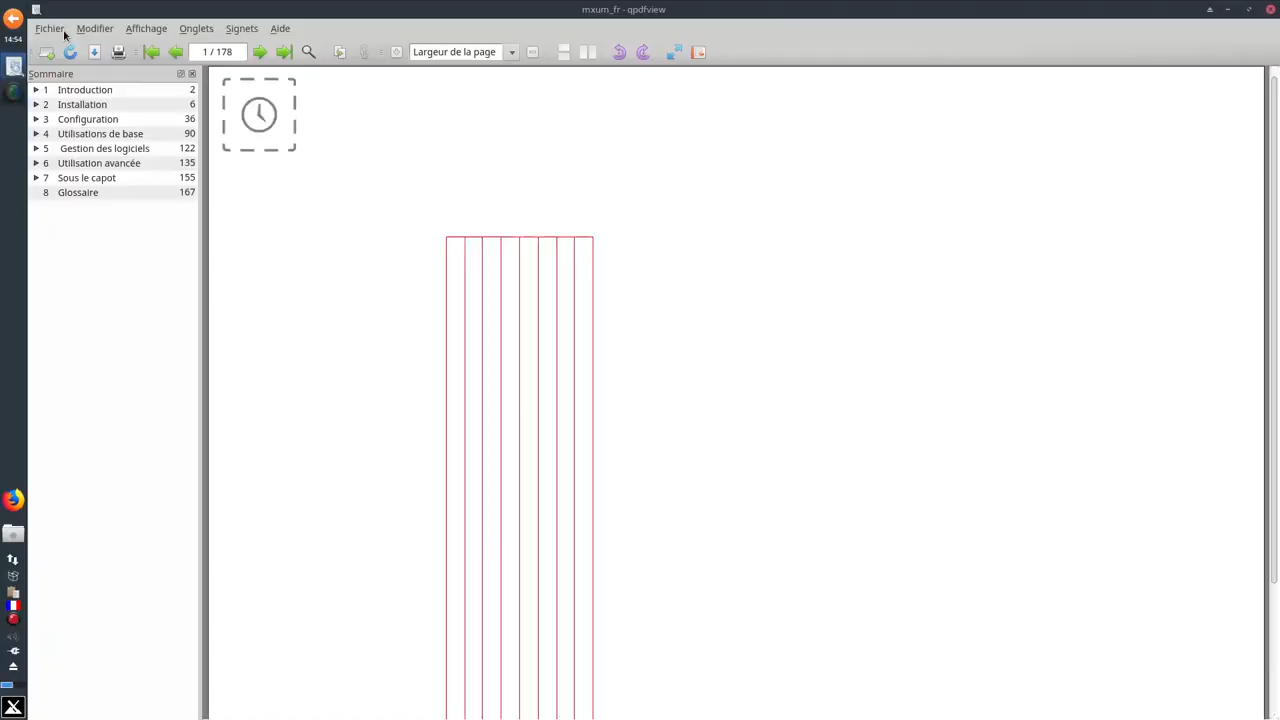 mxum_fr - qpdfview
14:54
Fichier Modifier Affichage Onglets Signets Aide
1 / 178
Largeur de la page
Sommaire
1 Introduction 2
2 Installation 6
3 Configuration 36
4 Utilisations de base 90
5 Gestion des logiciels 122
6 Utilisation avancée 135
7 Sous le capot 155
8 Glossaire 167